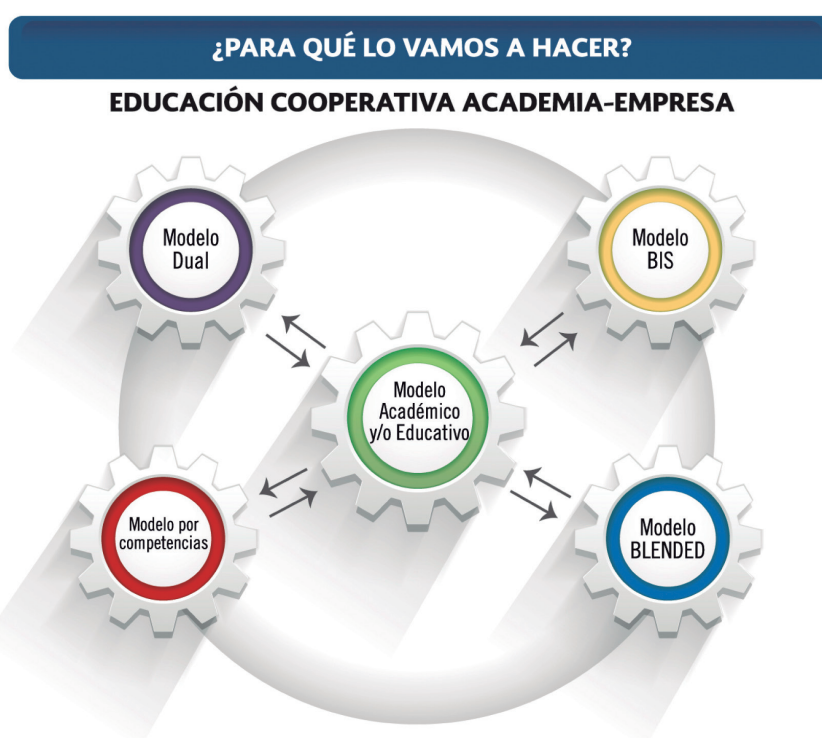 ¿PARA QUÉ LO VAMOS A HACER?
EDUCACIÓN COOPERATIVA ACADEMIA-EMPRESA
Modelo
Dual
Modelo
BIS
Modelo
Académico
y/o Educativo
Modelo por
competencias
Modelo
BLENDED